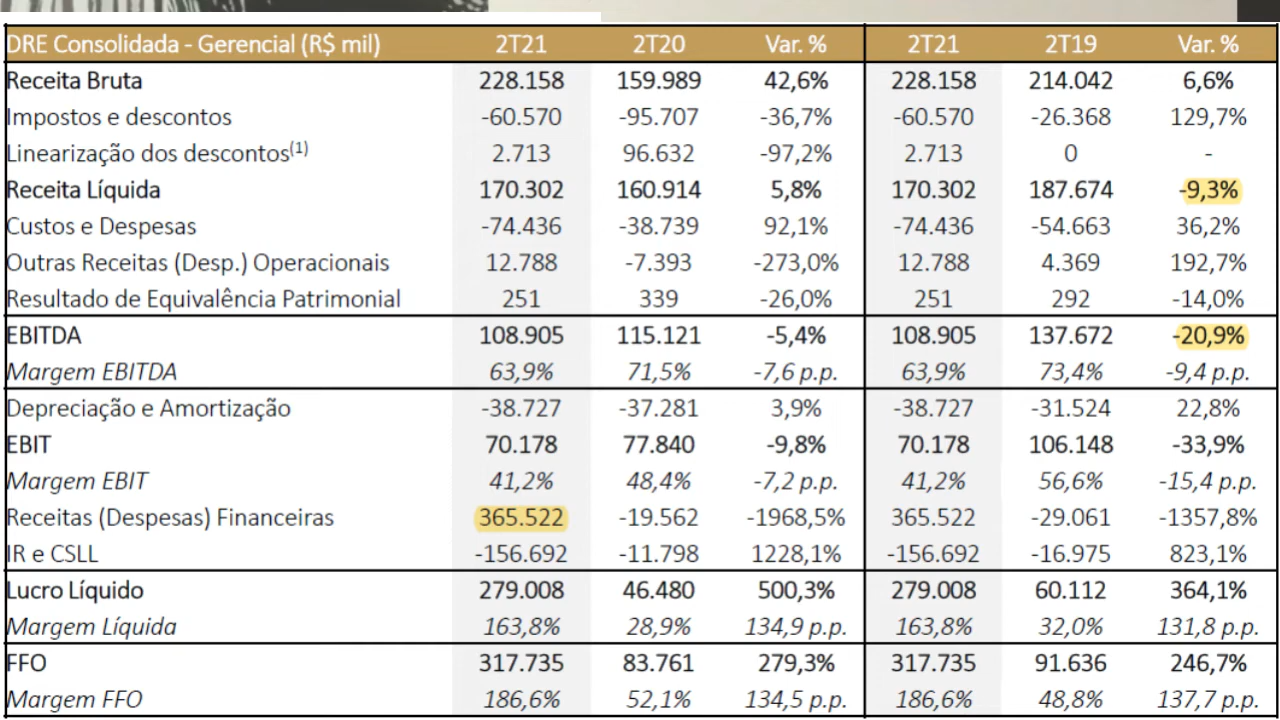 DRE Consolidada - Gerencial (R$ mil) 2T21 2T20 Var. % 2T21 2T19 Var. %
Receita Bruta 228.158 159.989 42,6% 228.158 214.042 6,6%
Impostos e descontos -60.570 -95.707 -36,7% -60.570 -26.368 129,7%
Linearização dos descontos(1) 2.713 96.632 -97,2% 2.713 0 -
Receita Líquida 170.302 160.914 5,8% 170.302 187.674 -9,3%
Custos e Despesas -74.436 -38.739 92,1% -74.436 -54.663 36,2%
Outras Receitas (Desp.) Operacionais 12.788 -7.393 -273,0% 12.788 4.369 192,7%
Resultado de Equivalência Patrimonial 251 339 -26,0% 251 292 -14,0%
EBITDA 108.905 115.121 -5,4% 108.905 137.672 -20,9%
Margem EBITDA 63,9% 71,5% -7,6 p.p. 63,9% 73,4% -9,4 p.p.
Depreciação e Amortização -38.727 -37.281 3,9% -38.727 -31.524 22,8%
EBIT 70.178 77.840 -9,8% 70.178 106.148 -33,9%
Margem EBIT 41,2% 48,4% -7,2 p.p. 41,2% 56,6% -15,4 p.p.
Receitas (Despesas) Financeiras 365.522 -19.562 -1968,5% 365.522 -29.061 -1357,8%
IR e CSLL -156.692 -11.798 1228,1% -156.692 -16.975 823,1%
Lucro Líquido 279.008 46.480 500,3% 279.008 60.112 364,1%
Margem Líquida 163,8% 28,9% 134,9 p.p. 163,8% 32,0% 131,8 p.p.
FFO 317.735 83.761 279,3% 317.735 91.636 246,7%
Margem FFO 186,6% 52,1% 134,5 p.p. 186,6% 48,8% 137,7 p.p.